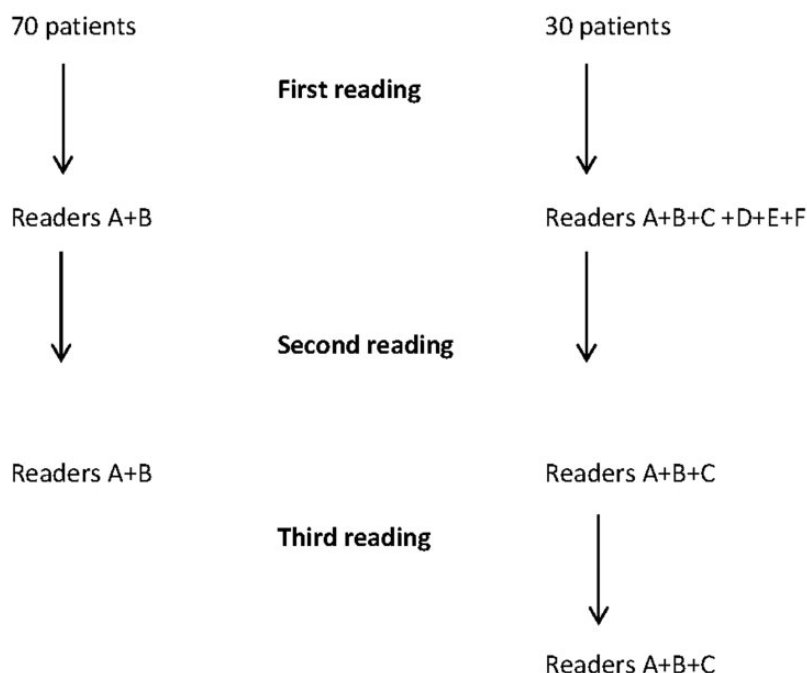 70 patients
30 patients
First reading
Readers A+B
Readers A+B+C +D+E+F
Second reading
Readers A+B
Readers A+B+C
Third reading
Readers A+B+C